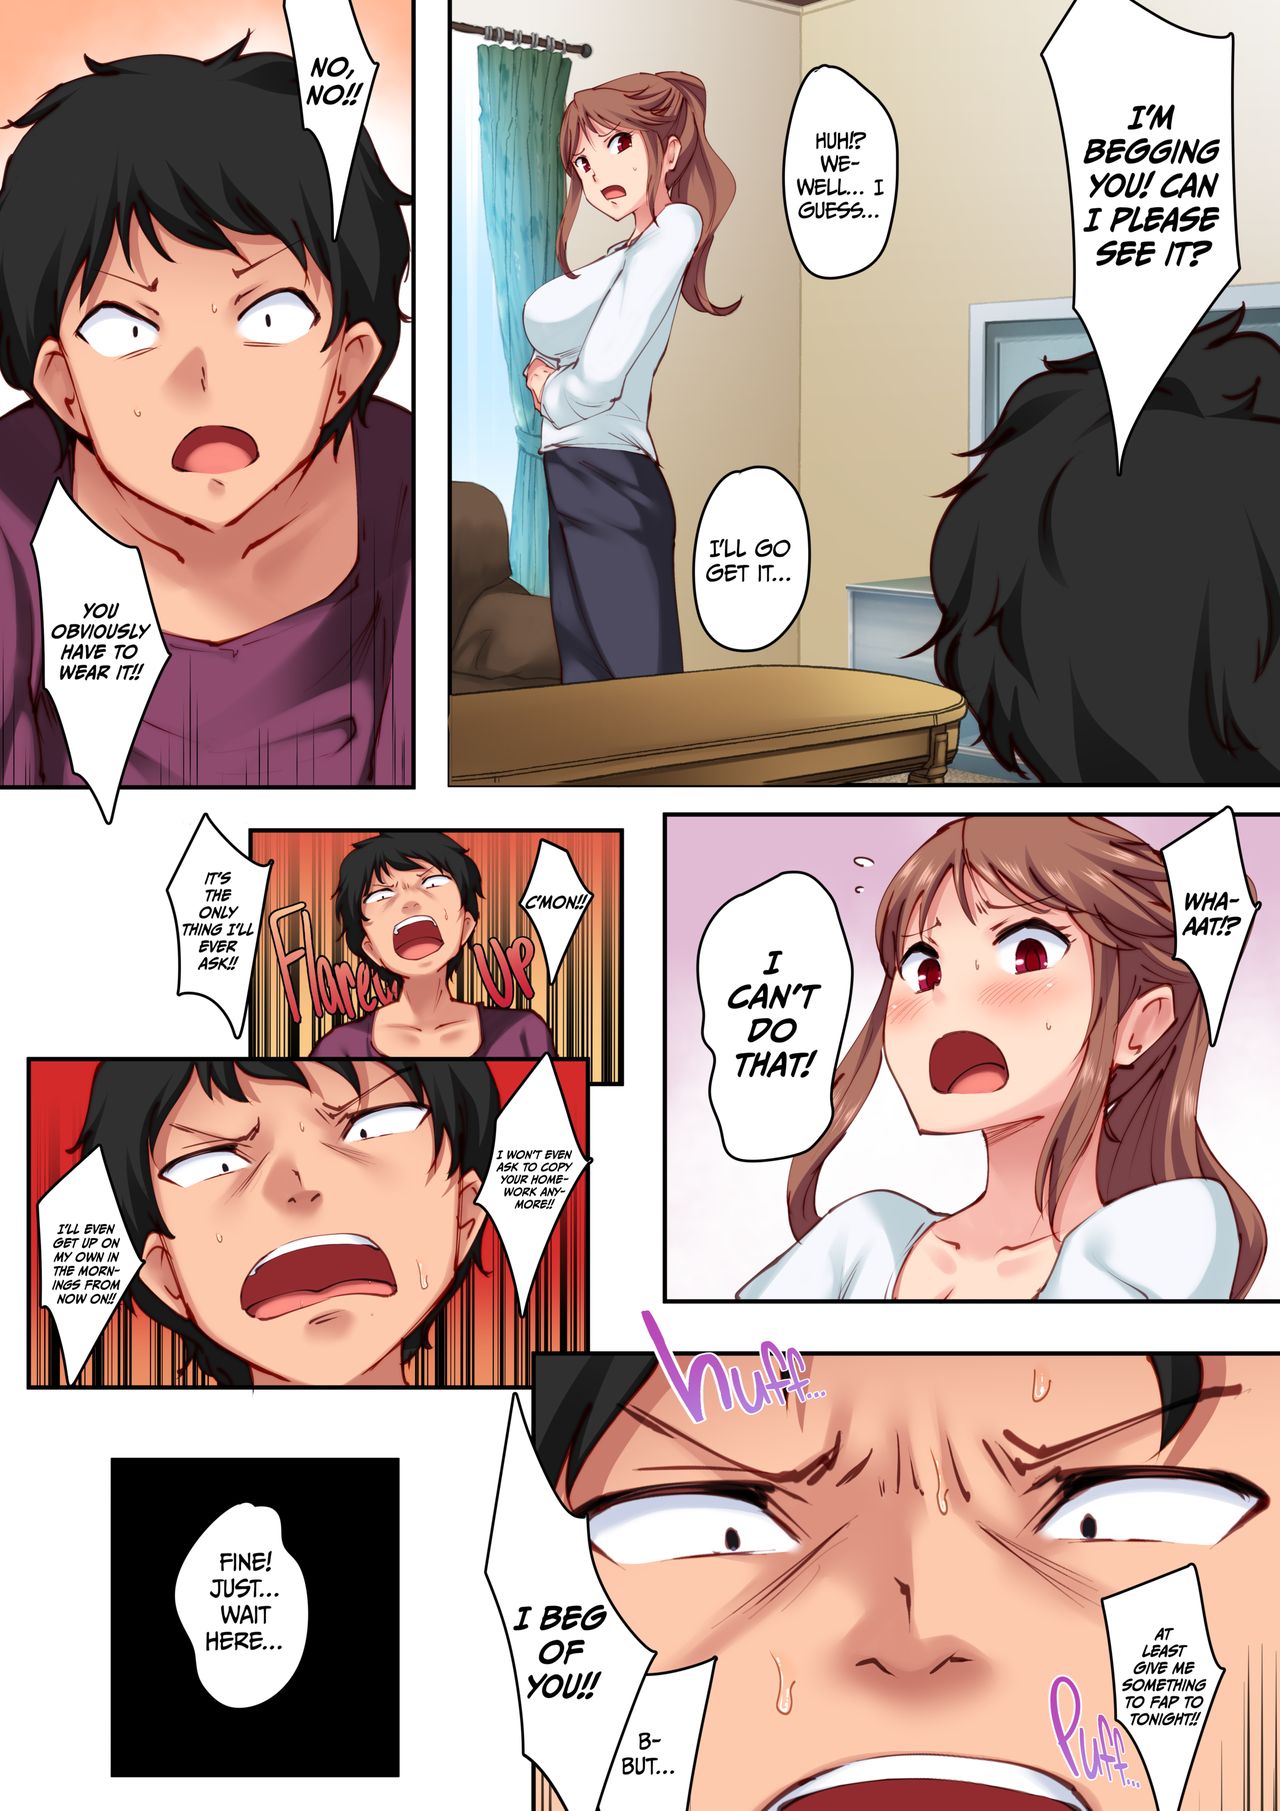 I'M
BEGGING
YOU! CAN
I PLEASE
SEE IT?
HUH!?
WE-
WELL... I
GUESS...
I'LL GO
GET IT...
NO,
NO!!
YOU
OBVIOUSLY
HAVE TO
WEAR IT!!
WHA-
AAT!?
I
CAN'T
DO
THAT!
C'MON!!
IT'S
THE
ONLY
THING I'LL
EVER
ASK!!
Flared UP
I WON'T EVEN
ASK TO COPY
YOUR HOME-
WORK ANY-
MORE!!
I'LL EVEN
GET UP ON
MY OWN IN
THE MORN-
INGS FROM
NOW ON!!
huff...
AT
LEAST
GIVE ME
SOMETHING
TO FAP TO
TONIGHT!!
Puff...
I BEG
OF
YOU!!
B-
BUT...
FINE!
JUST...
WAIT
HERE...